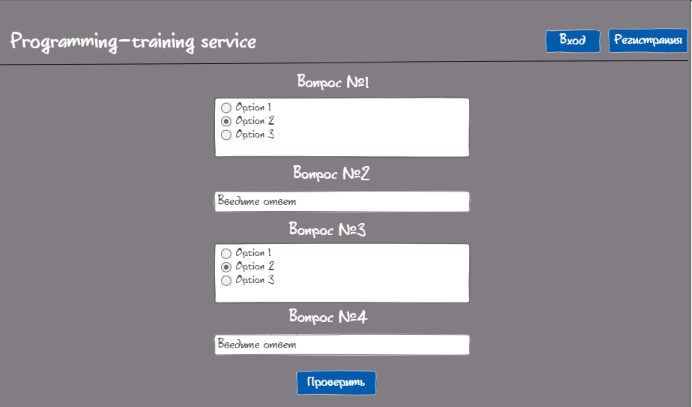 Programming-training service
Вход
Регистрация
Вопрос №1
Option 1
Option 2
Option 3
Вопрос №2
Введите ответ
Вопрос №3
Option 1
Option 2
Option 3
Вопрос №4
Введите ответ
Проверить